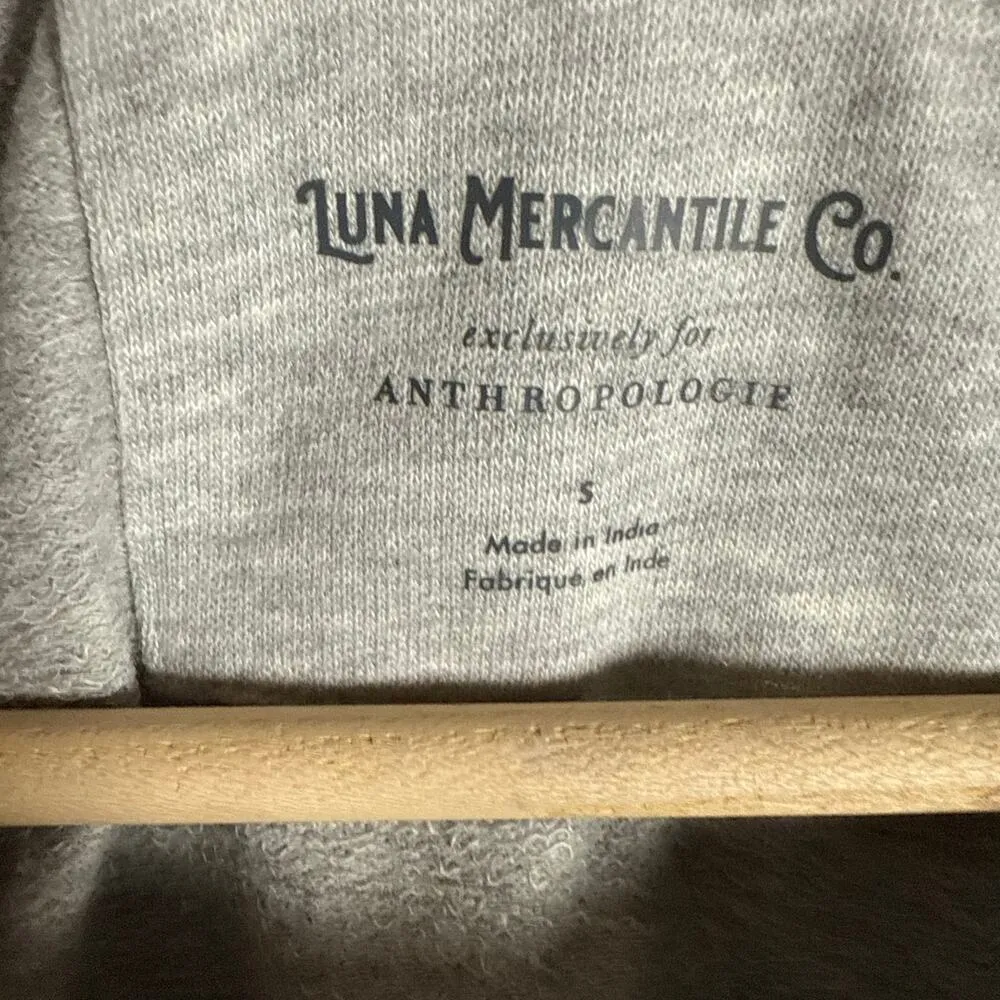 LUNA MERCANTILE CO.
exclusively for
ANTHROPOLOGIE
S
Made in India
Fabriqué en Inde